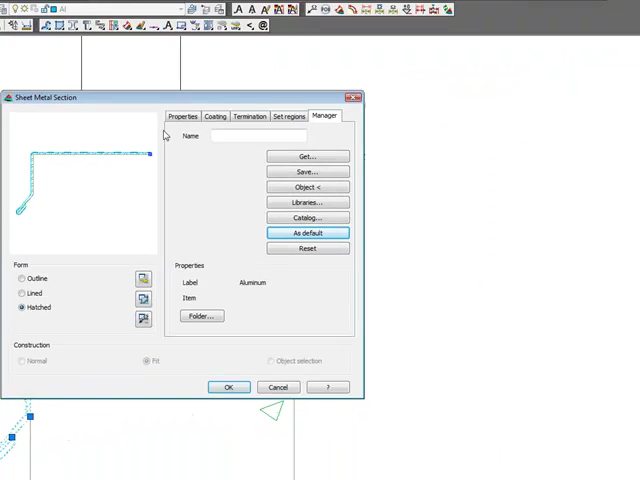 Al
A A A A A
Sheet Metal Section
Properties Coating Termination Set regions Manager
Name
Get...
Save...
Object <
Libraries...
Catalog...
As default
Reset
Form
Outline
Lined
Hatched
Properties
Label Aluminum
Item
Folder...
Construction
Normal Fit Object selection
OK Cancel ?